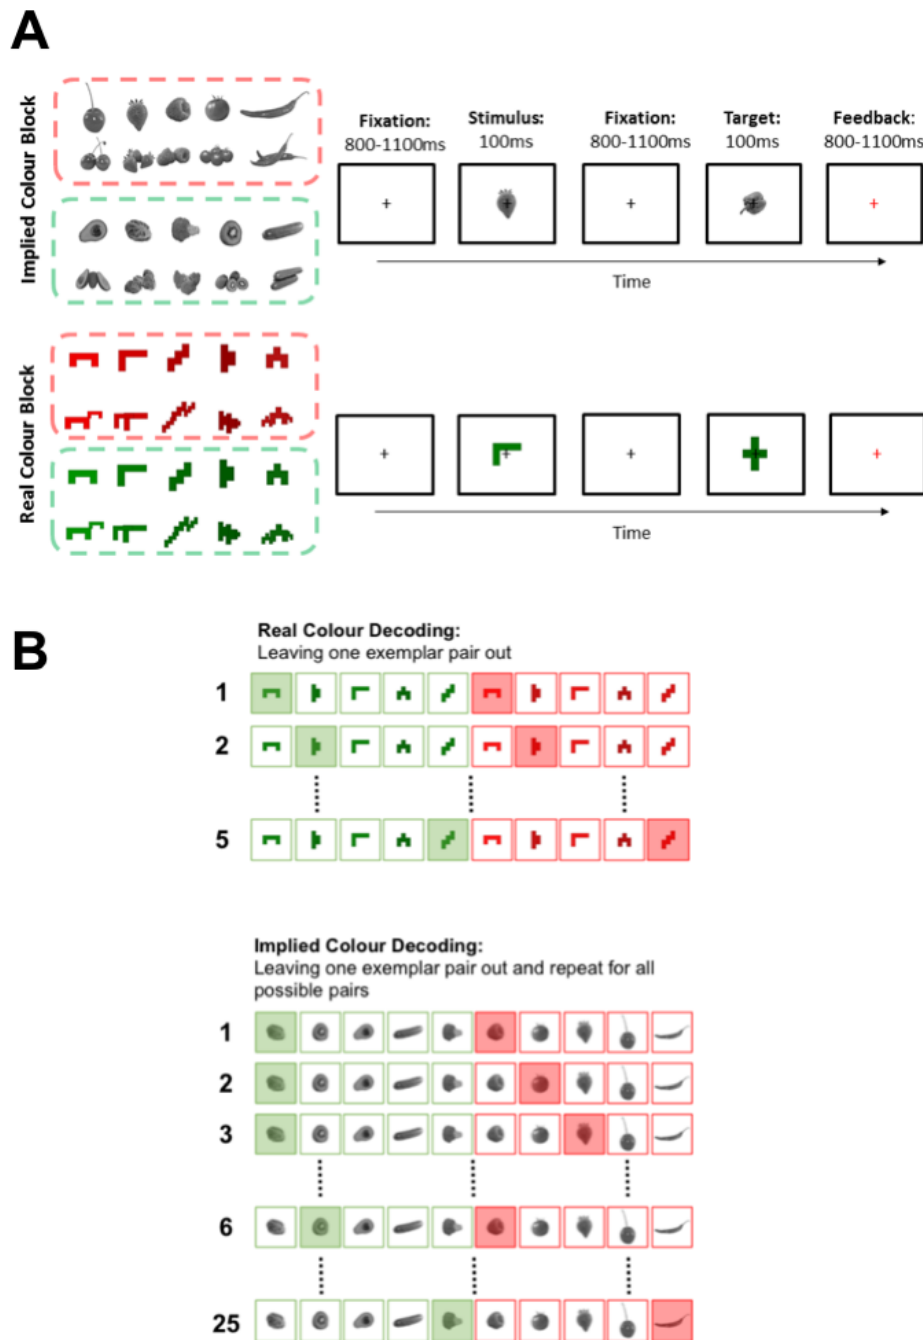 A
Implied Colour Block
Fixation:
800-1100ms
Stimulus:
100ms
Fixation:
800-1100ms
Target:
100ms
Feedback:
800-1100ms
Time
Real Colour Block
Time
B
Real Colour Decoding:
Leaving one exemplar pair out
1
2
5
Implied Colour Decoding:
Leaving one exemplar pair out and repeat for all
possible pairs
1
2
3
6
25